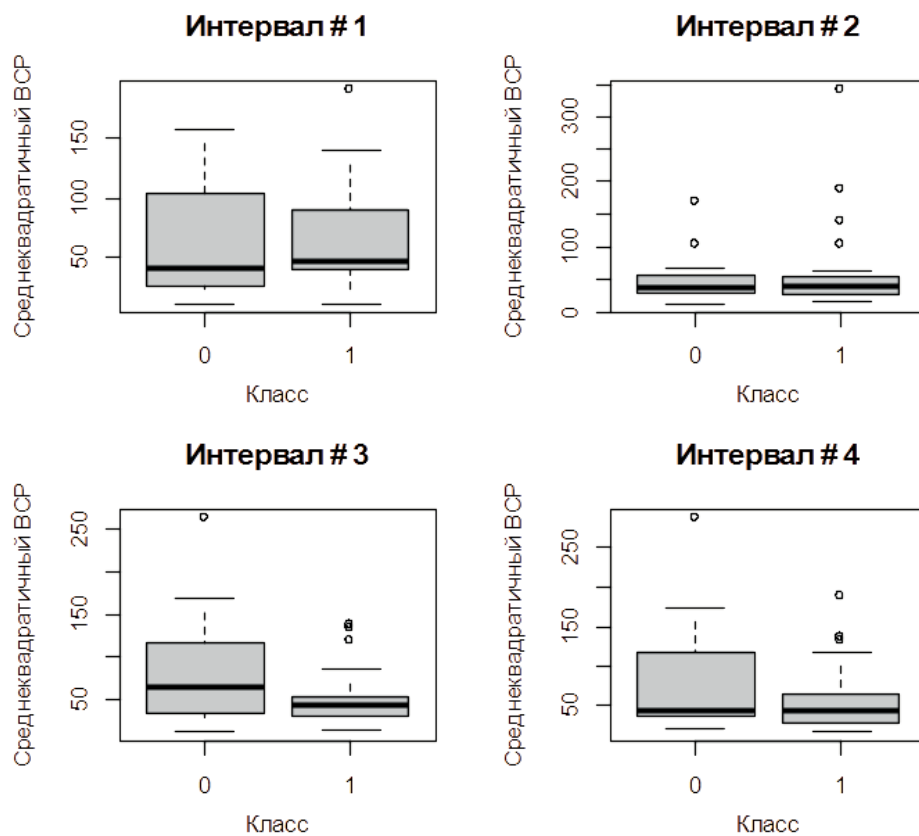 Интервал # 1
Среднеквадратичный ВСР
150
100
50
0
1
Класс
Интервал # 2
Среднеквадратичный ВСР
300
200
100
0
0
1
Класс
Интервал # 3
Среднеквадратичный ВСР
250
150
50
0
1
Класс
Интервал # 4
Среднеквадратичный ВСР
250
150
50
0
1
Класс